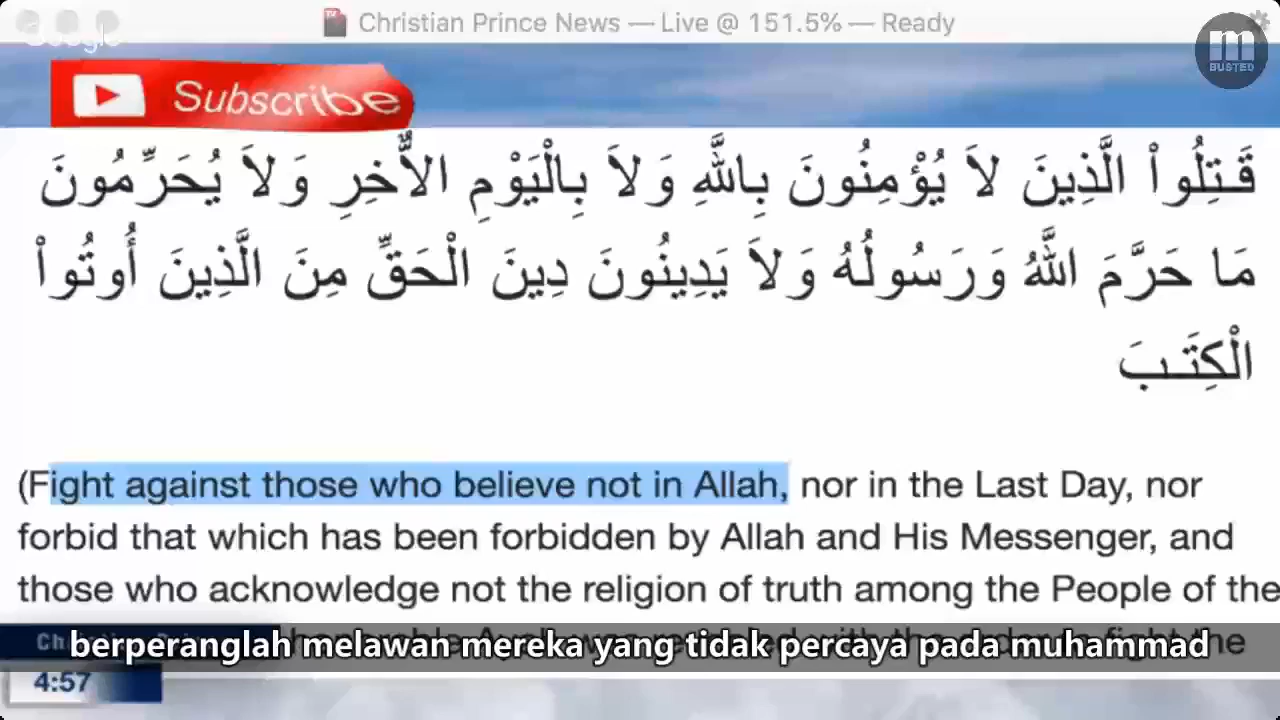 Christian Prince News — Live @ 151.5% — Ready
Google
m
BUSTED
Subscribe
قَـتِلُواْ الَّذِينَ لاَ يُؤْمِنُونَ بِاللَّهِ وَلاَ بِالْيَوْمِ الاٌّخِرِ وَلاَ يُحَرِّمُونَ
مَا حَرَّمَ اللَّهُ وَرَسُولُهُ وَلاَ يَدِينُونَ دِينَ الْحَقِّ مِنَ الَّذِينَ أُوتُواْ
الْكِتَـبَ
(Fight against those who believe not in Allah, nor in the Last Day, nor
forbid that which has been forbidden by Allah and His Messenger, and
those who acknowledge not the religion of truth among the People of the
berperanglah melawan mereka yang tidak percaya pada muhammad
4:57